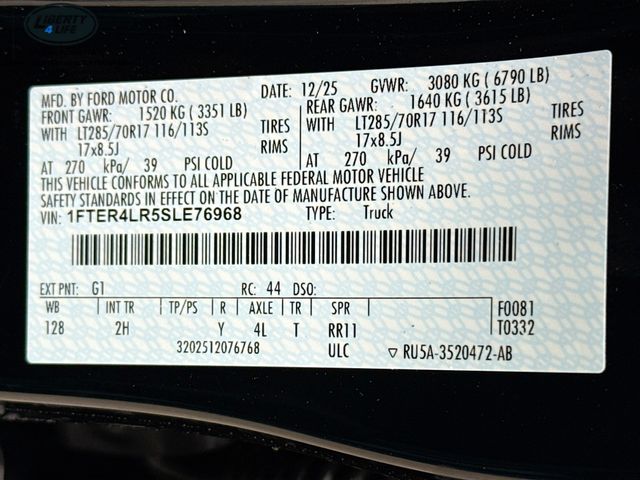 LIBERTY
4LIFE
MFD. BY FORD MOTOR CO.
DATE: 12/25 GVWR: 3080 KG ( 6790 LB)
FRONT GAWR: 1520 KG ( 3351 LB)
WITH LT285/70R17 116/113S TIRES
17x8.5J RIMS
AT 270 kPa/ 39 PSI COLD
REAR GAWR: 1640 KG ( 3615 LB)
WITH LT285/70R17 116/113S TIRES
17x8.5J RIMS
AT 270 kPa/ 39 PSI COLD
THIS VEHICLE CONFORMS TO ALL APPLICABLE FEDERAL MOTOR VEHICLE
SAFETY STANDARDS IN EFFECT ON THE DATE OF MANUFACTURE SHOWN ABOVE.
VIN: 1FTER4LR5SLE76968 TYPE: Truck
EXT PNT: G1 RC: 44 DSO:
WB INT TR TP/PS R AXLE TR SPR F0081
128 2H Y 4L T RR11 T0332
3202512076768 ULC ▽ RU5A-3520472-AB